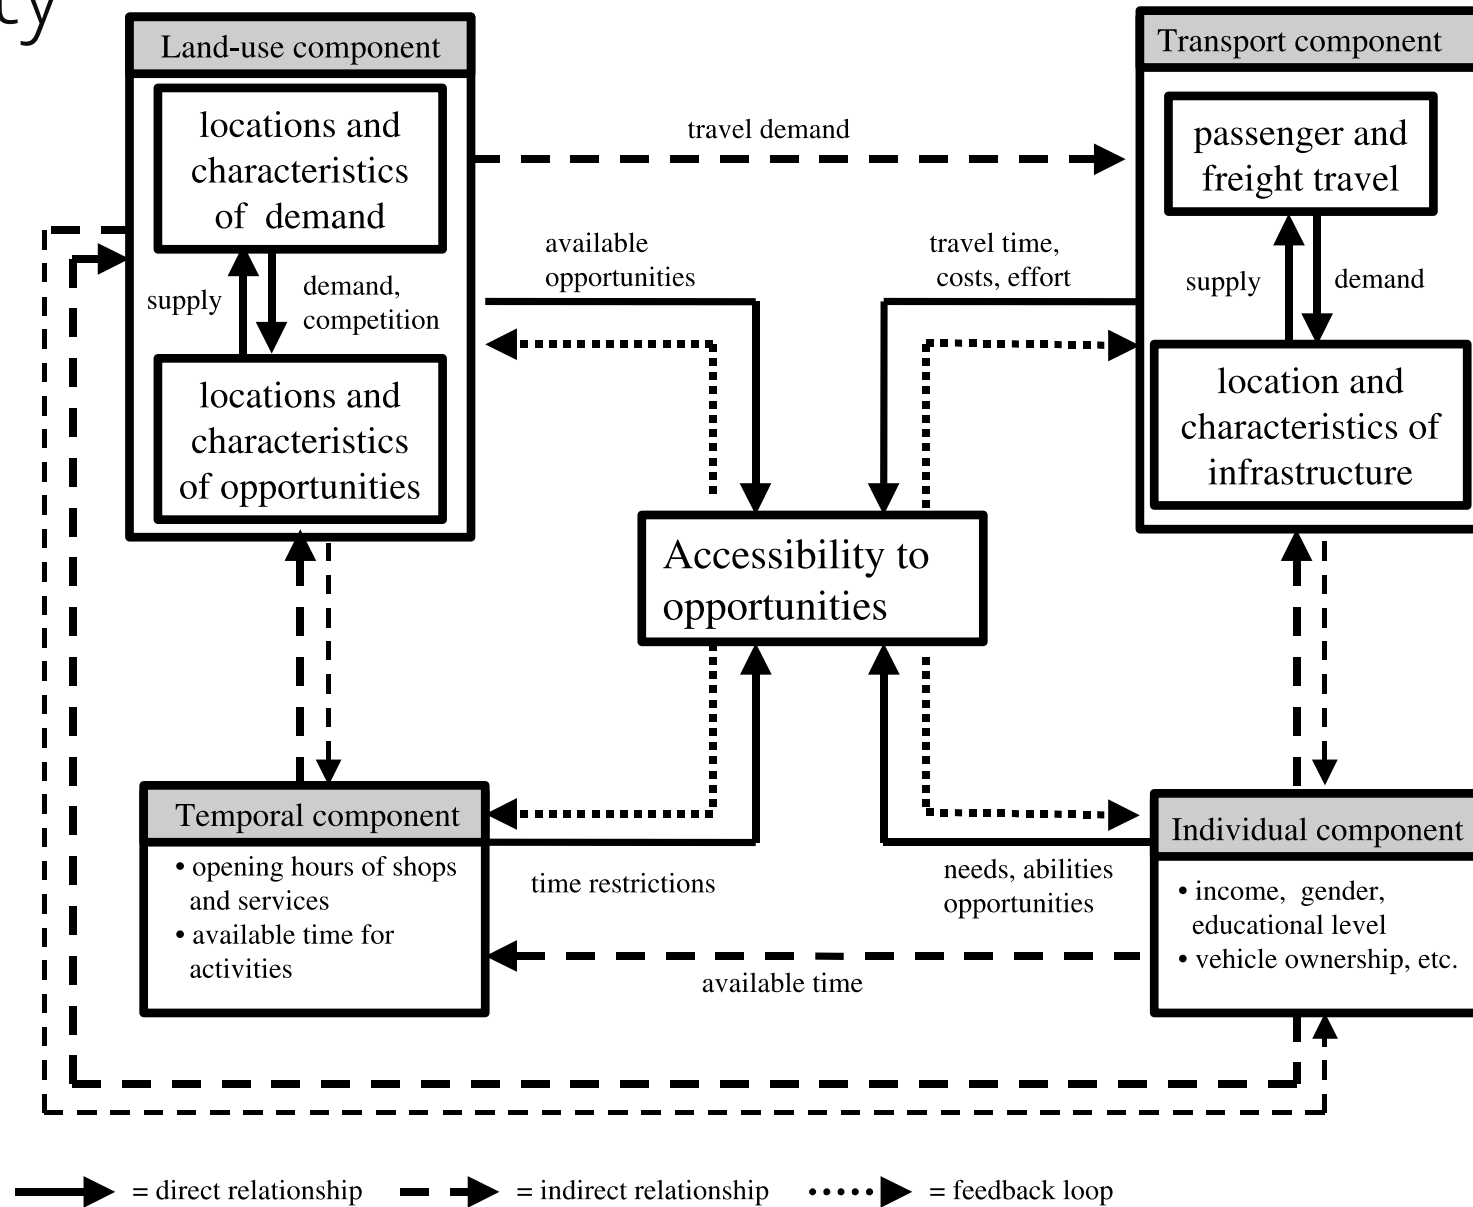 ty
Land-use component
locations and
characteristics
of demand
supply
demand,
competition
locations and
characteristics
of opportunities
travel demand
available
opportunities
travel time,
costs, effort
Transport component
passenger and
freight travel
supply
demand
location and
characteristics of
infrastructure
Accessibility to
opportunities
Temporal component
• opening hours of shops
and services
• available time for
activities
time restrictions
needs, abilities
opportunities
available time
Individual component
• income, gender,
educational level
• vehicle ownership, etc.
= direct relationship
= indirect relationship
= feedback loop